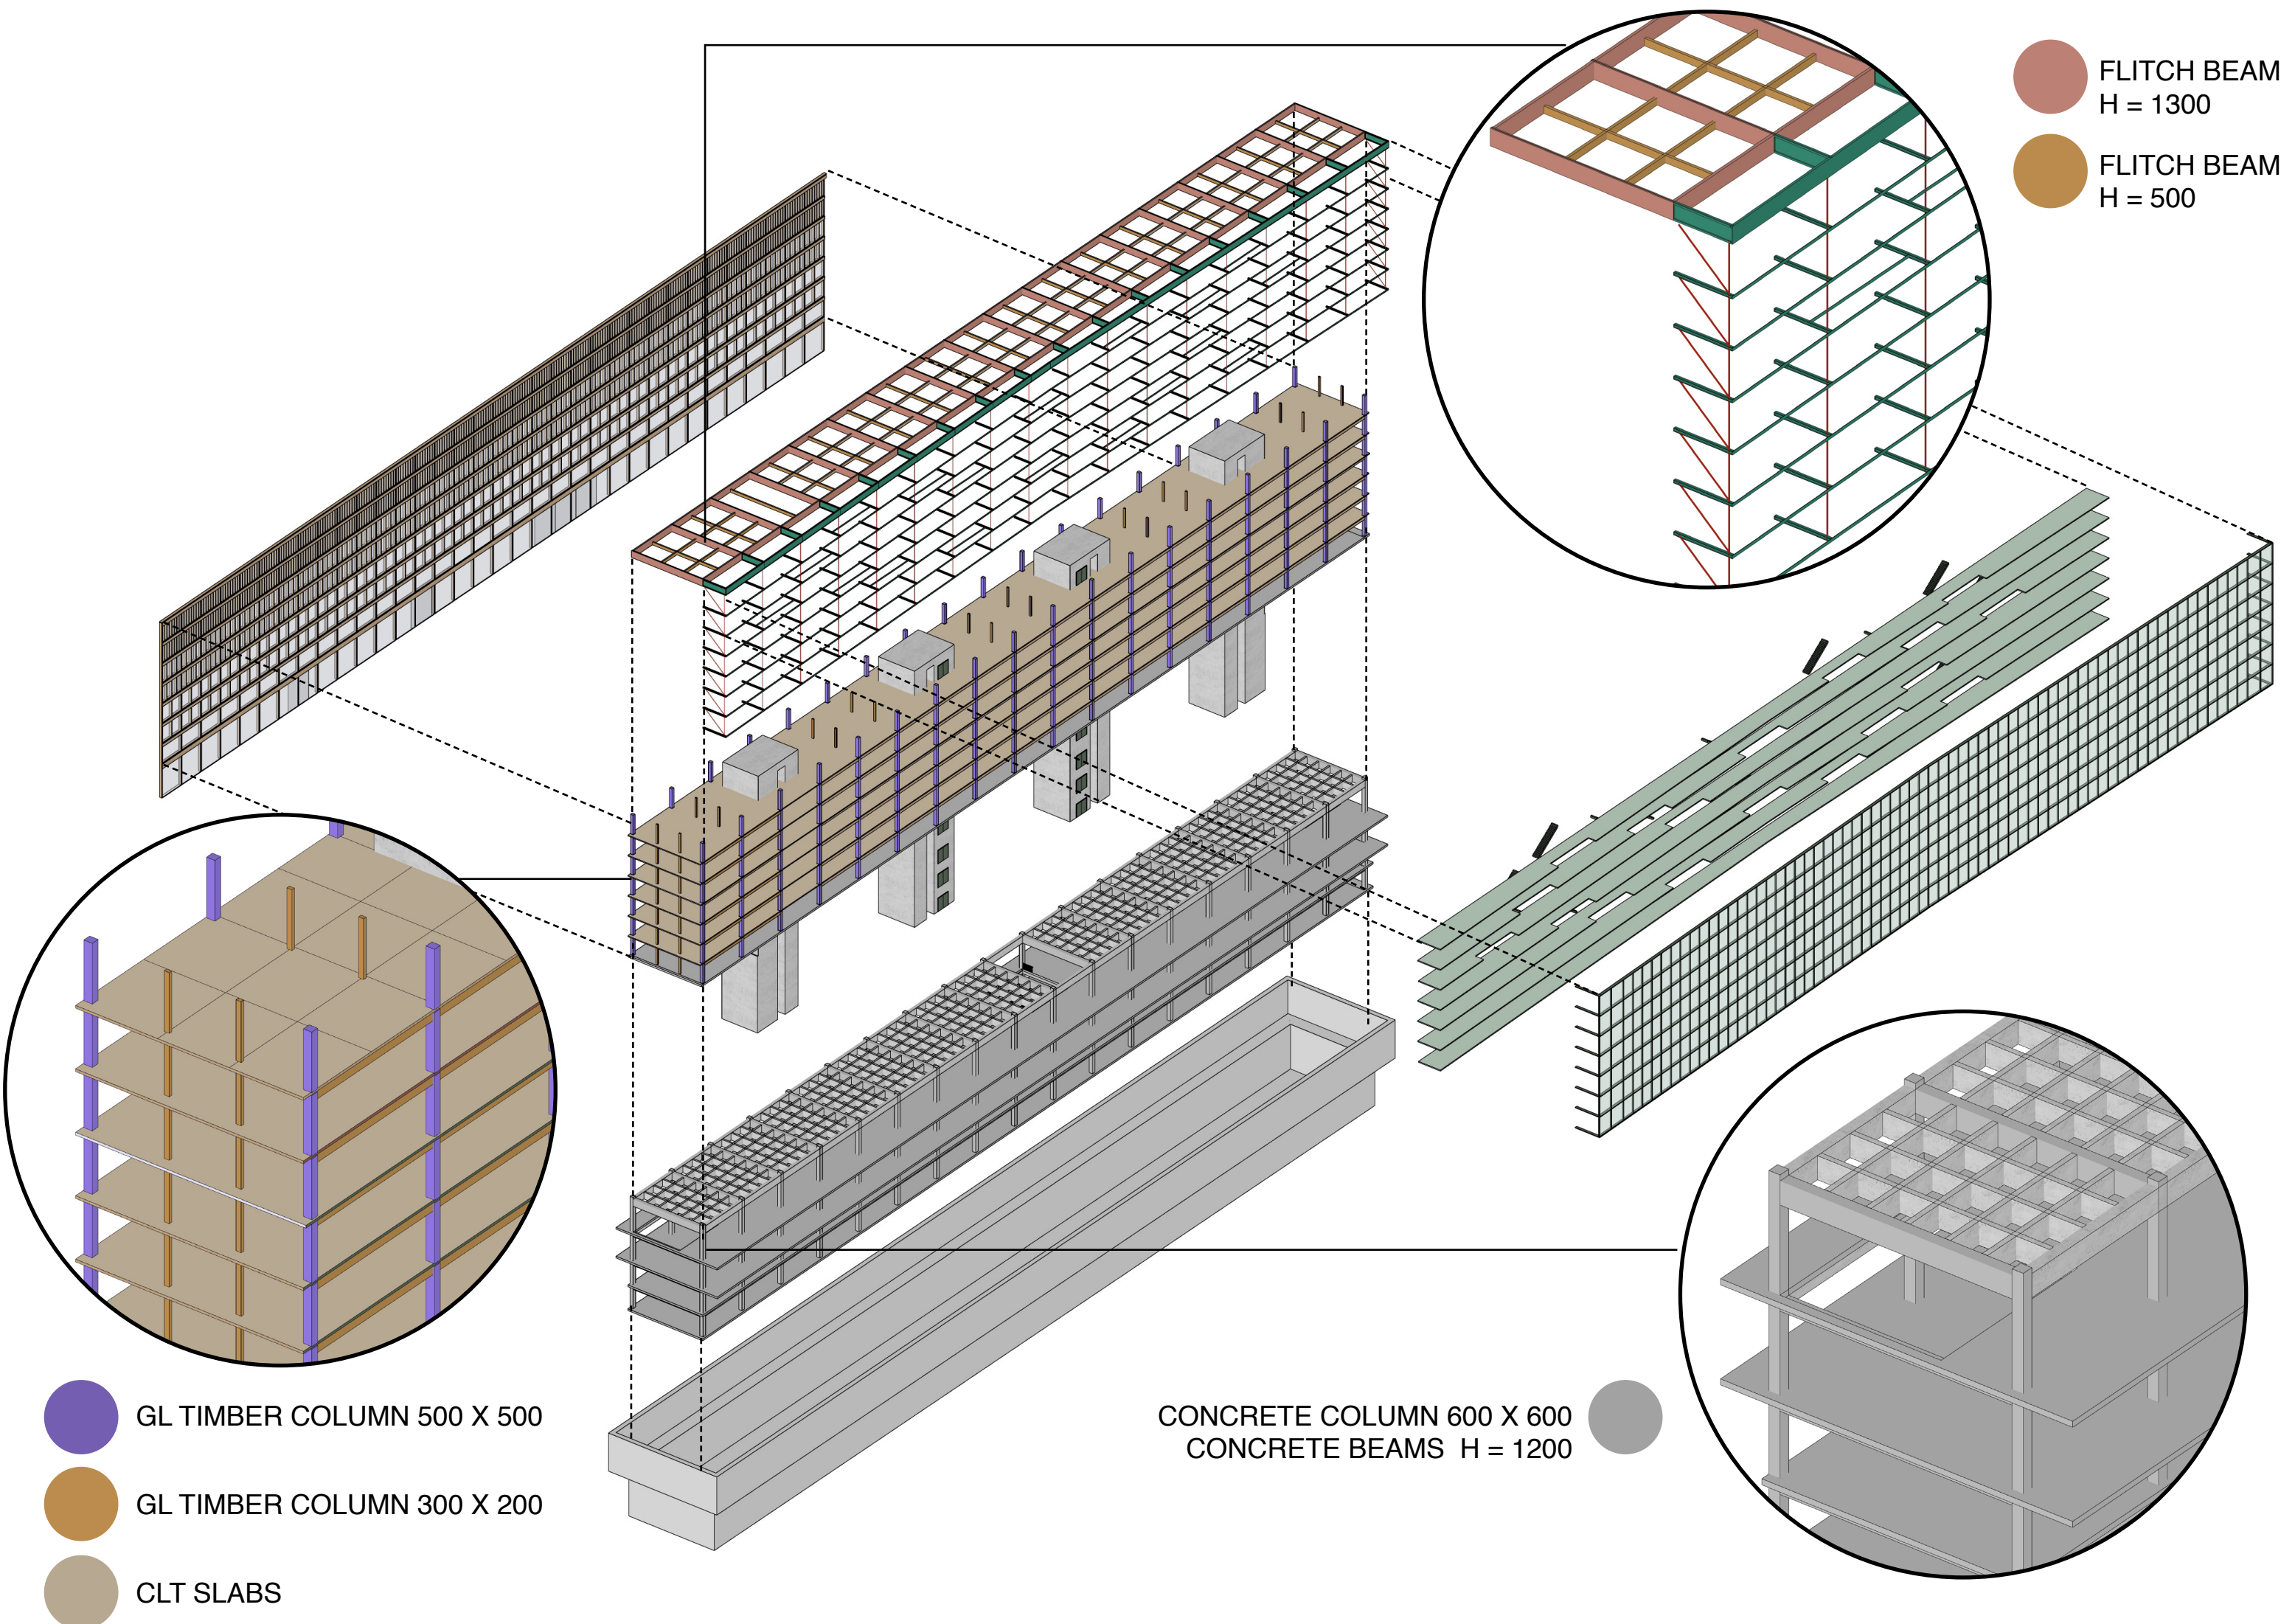 FLITCH BEAM
H = 1300
FLITCH BEAM
H = 500
GL TIMBER COLUMN 500 X 500
GL TIMBER COLUMN 300 X 200
CLT SLABS
CONCRETE COLUMN 600 X 600
CONCRETE BEAMS H = 1200